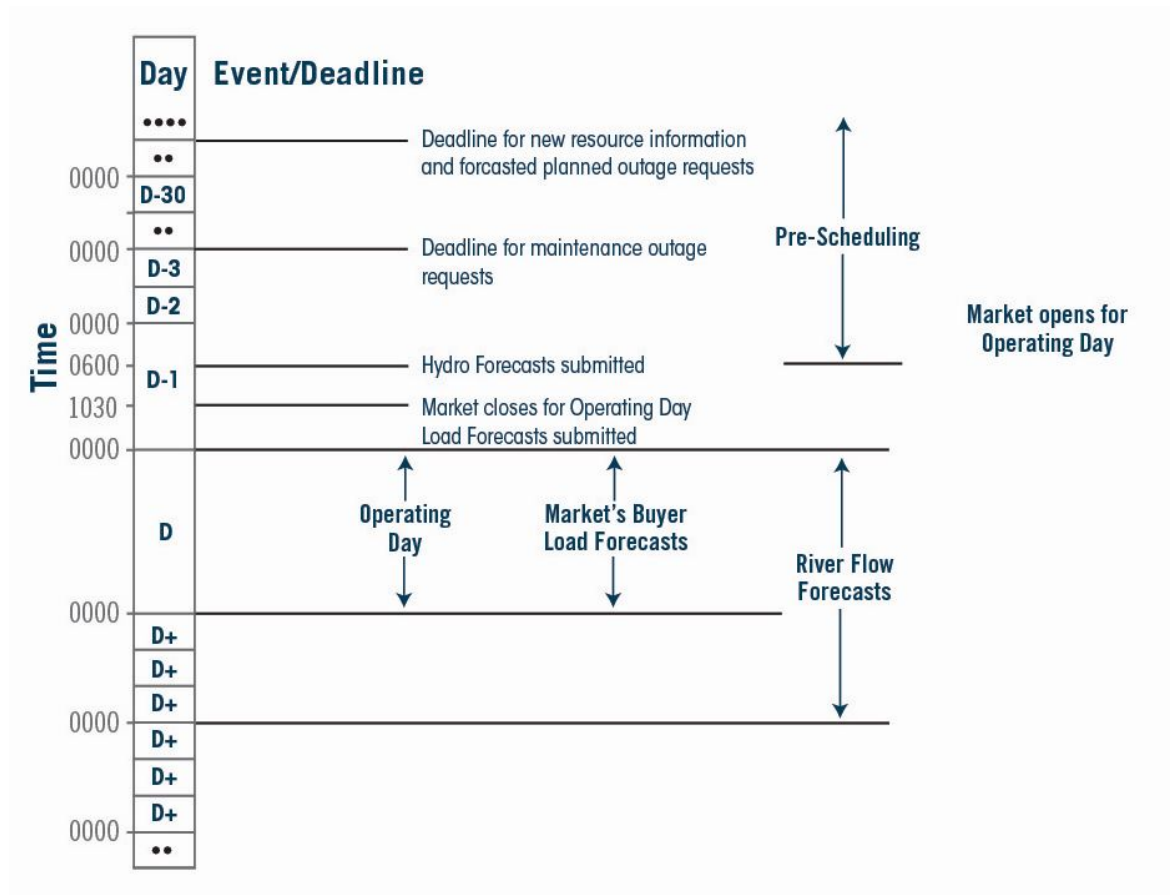 Day Event/Deadline
••••
Deadline for new resource information
and forcasted planned outage requests
••
0000
D-30
••
Pre-Scheduling
0000
Deadline for maintenance outage
requests
D-3
D-2
Market opens for
Operating Day
0000
Time
0600
Hydro Forecasts submitted
D-1
1030
Market closes for Operating Day
Load Forecasts submitted
0000
D
Operating
Day
Market's Buyer
Load Forecasts
River Flow
Forecasts
0000
D+
D+
D+
0000
D+
D+
D+
0000
••